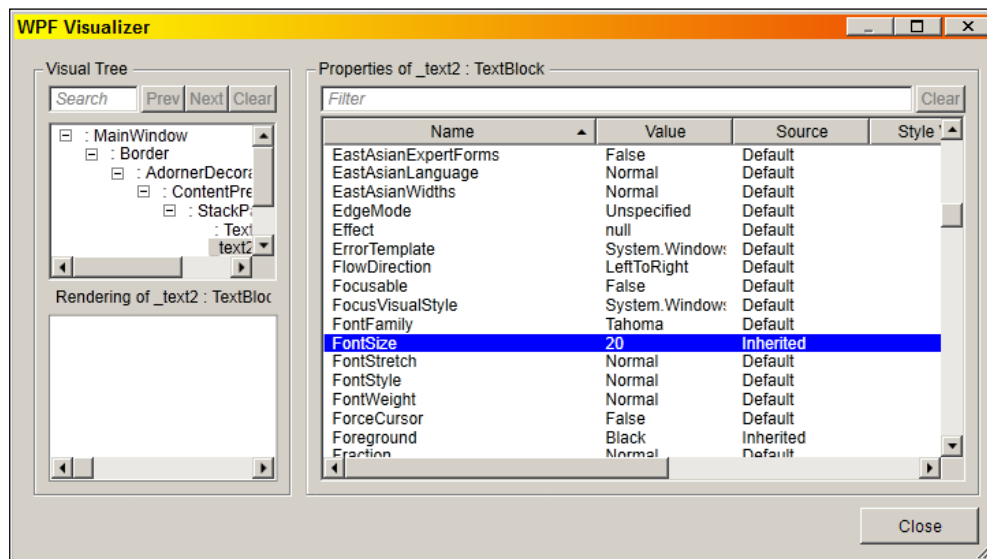 WPF Visualizer
Visual Tree
Search Prev Next Clear
: MainWindow
: Border
: AdornerDecora
: ContentPre
: StackPa
: Text
text2
Rendering of _text2 : TextBloc
Properties of _text2 : TextBlock
Filter Clear
Name Value Source Style
EastAsianExpertForms False Default
EastAsianLanguage Normal Default
EastAsianWidths Normal Default
EdgeMode Unspecified Default
Effect null Default
ErrorTemplate System.Windows Default
FlowDirection LeftToRight Default
Focusable False Default
FocusVisualStyle System.Windows Default
FontFamily Tahoma Default
FontSize 20 Inherited
FontStretch Normal Default
FontStyle Normal Default
FontWeight Normal Default
ForceCursor False Default
Foreground Black Inherited
Fraction Normal Default
Close